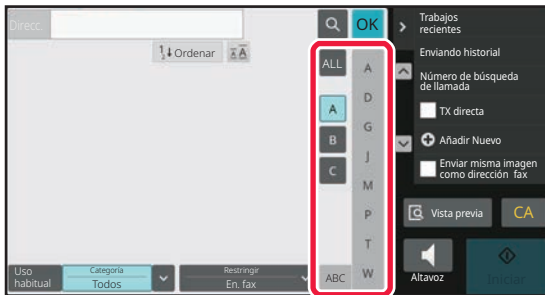 Direcc.
OK
Ordenar
ALL
A
B
C
ABC
A
D
G
J
M
P
T
W
Uso
habitual
Categoría
Todos
Restringir
En. fax
Trabajos
recientes
Enviando historial
Número de búsqueda
de llamada
TX directa
Añadir Nuevo
Enviar misma imagen
como dirección fax
Vista previa
CA
Altavoz
Iniciar